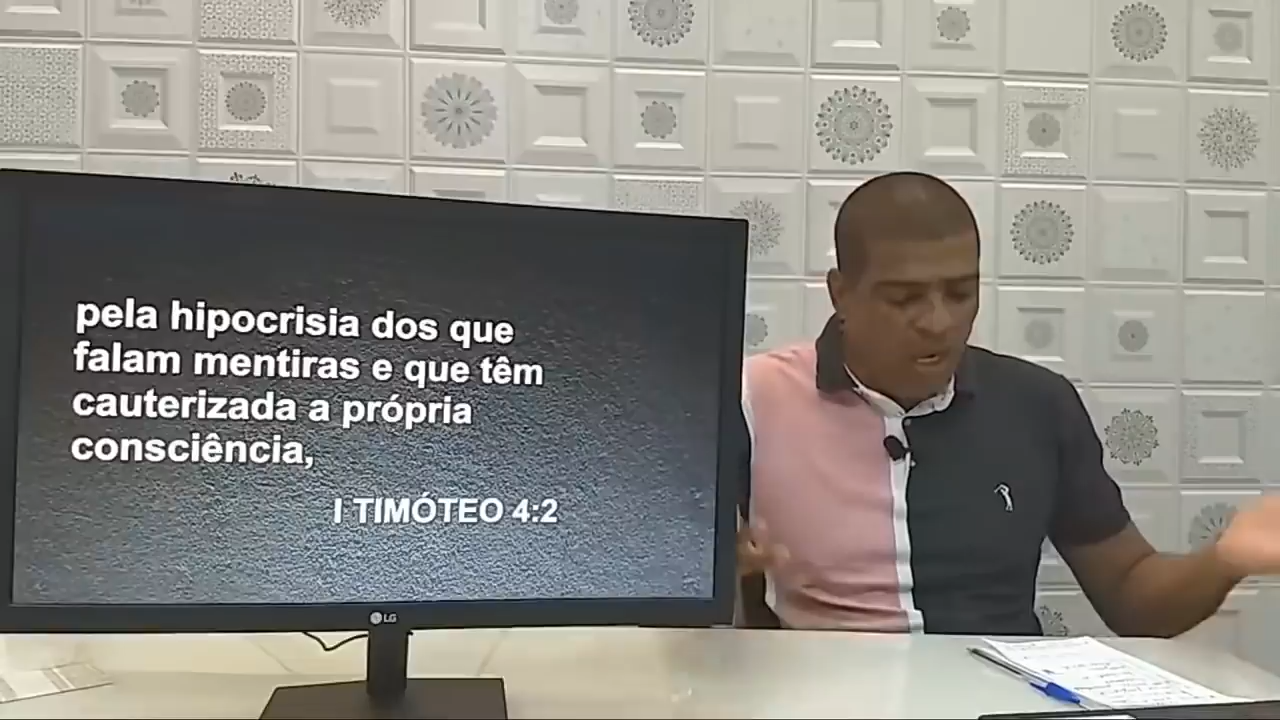 pela hipocrisia dos que
falam mentiras e que têm
cauterizada a própria
consciência,
I TIMÓTEO 4:2
LG